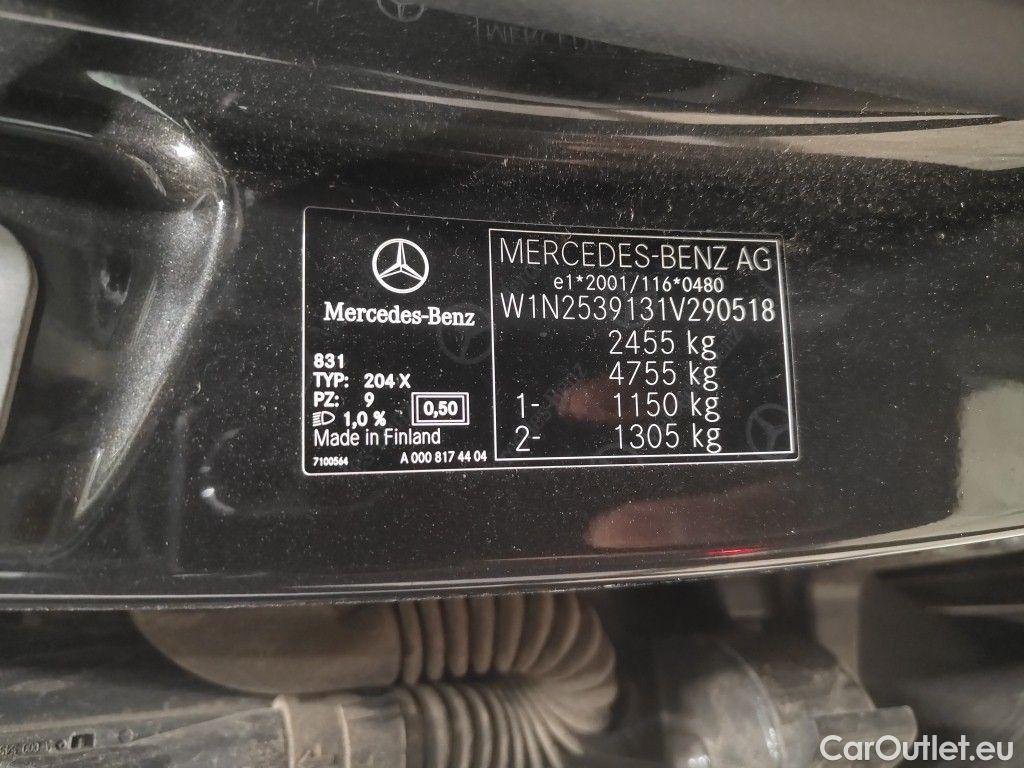 MERCEDES-BENZ AG
e1*2001/116*0480
W1N2539131V290518
2455 kg
4755 kg
1- 1150 kg
2- 1305 kg
Mercedes-Benz
831
TYP: 204 X
PZ: 9
1,0 % 0,50
Made in Finland
7100564 A 000 817 44 04
CarOutlet.eu